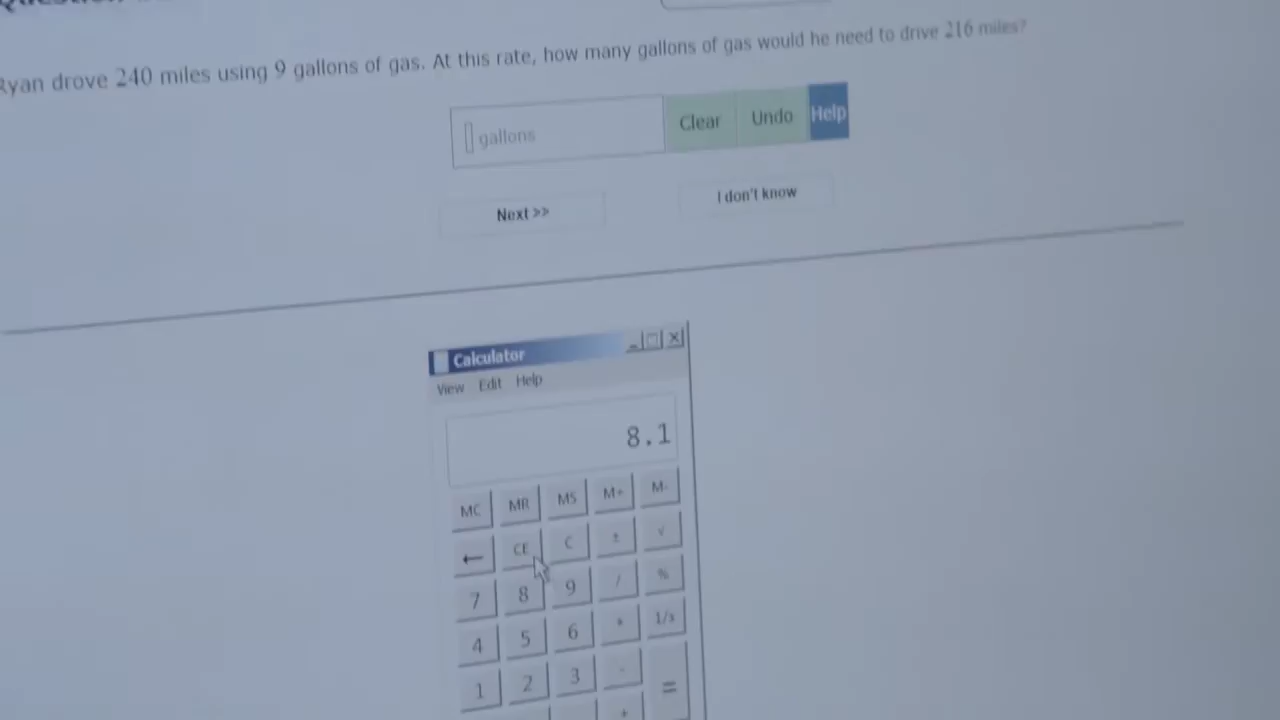 Ryan drove 240 miles using 9 gallons of gas. At this rate, how many gallons of gas would he need to drive 216 miles?
gallons Clear Undo Help
Next >> I don't know
Calculator
View Edit Help
8.1
MC MR MS M+ M-
← CE C ± √
7 8 9 / %
4 5 6 * 1/x
1 2 3 - =
+